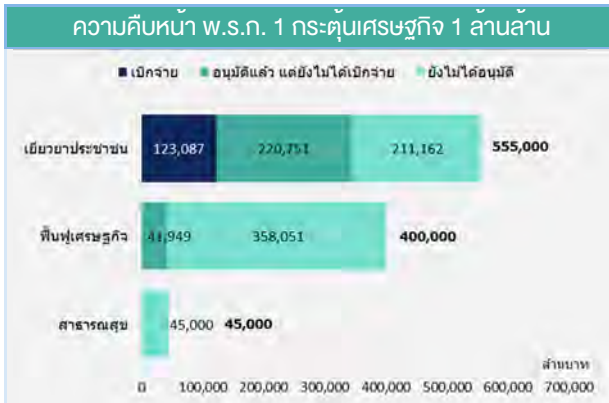 ความคืบหน้า พ.ร.ก. 1 กระตุ้นเศรษฐกิจ 1 ล้านล้าน
เบิกจ่าย อนุมัติแล้ว แต่ยังไม่ได้เบิกจ่าย ยังไม่ได้อนุมัติ
เยียวยาประชาชน 123,087 220,751 211,162 555,000
ฟื้นฟูเศรษฐกิจ 41,949 358,051 400,000
สาธารณสุข 45,000 45,000
ล้านบาท
0 100,000 200,000 300,000 400,000 500,000 600,000 700,000